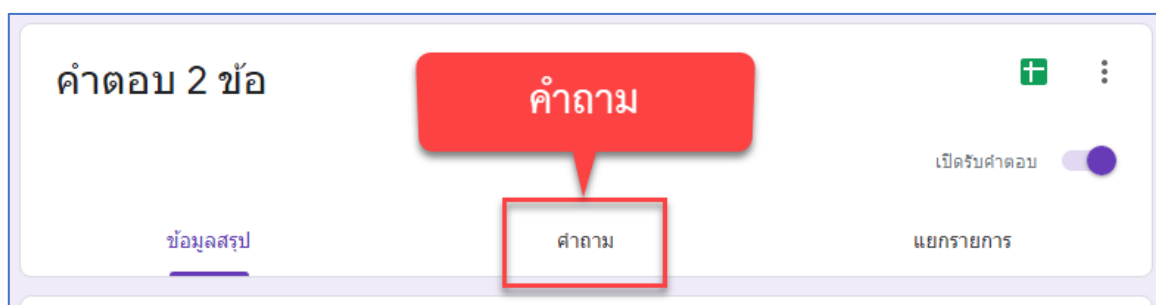 คำตอบ 2 ข้อ
คำถาม
เปิดรับคำตอบ
ข้อมูลสรุป
คำถาม
แยกรายการ